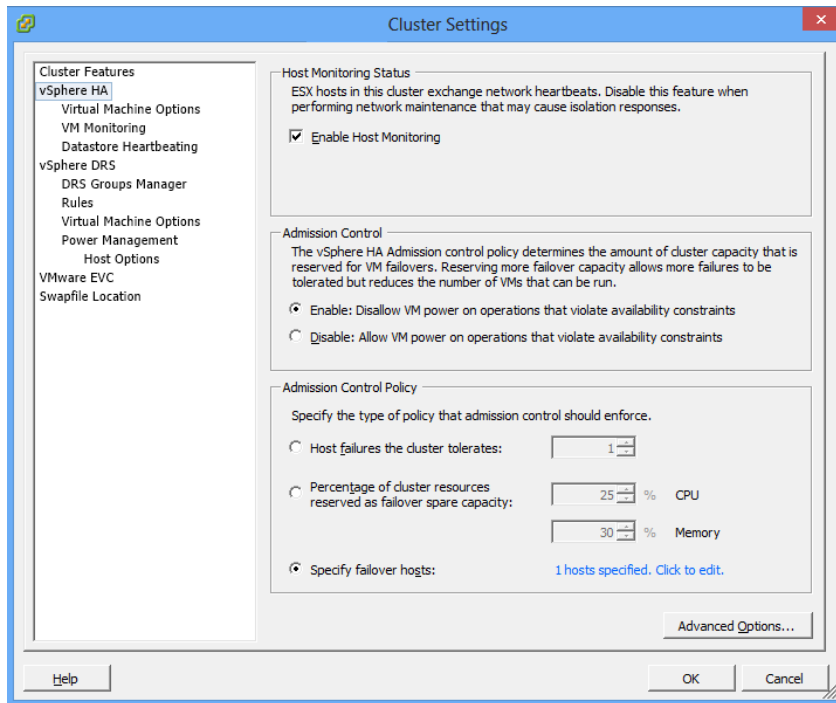 Cluster Settings
Cluster Features
vSphere HA
Virtual Machine Options
VM Monitoring
Datastore Heartbeating
vSphere DRS
DRS Groups Manager
Rules
Virtual Machine Options
Power Management
Host Options
VMware EVC
Swapfile Location
Host Monitoring Status
ESX hosts in this cluster exchange network heartbeats. Disable this feature when
performing network maintenance that may cause isolation responses.
Enable Host Monitoring
Admission Control
The vSphere HA Admission control policy determines the amount of cluster capacity that is
reserved for VM failovers. Reserving more failover capacity allows more failures to be
tolerated but reduces the number of VMs that can be run.
Enable: Disallow VM power on operations that violate availability constraints
Disable: Allow VM power on operations that violate availability constraints
Admission Control Policy
Specify the type of policy that admission control should enforce.
Host failures the cluster tolerates: 1
Percentage of cluster resources
reserved as failover spare capacity: 25 % CPU
30 % Memory
Specify failover hosts: 1 hosts specified. Click to edit.
Advanced Options...
Help OK Cancel